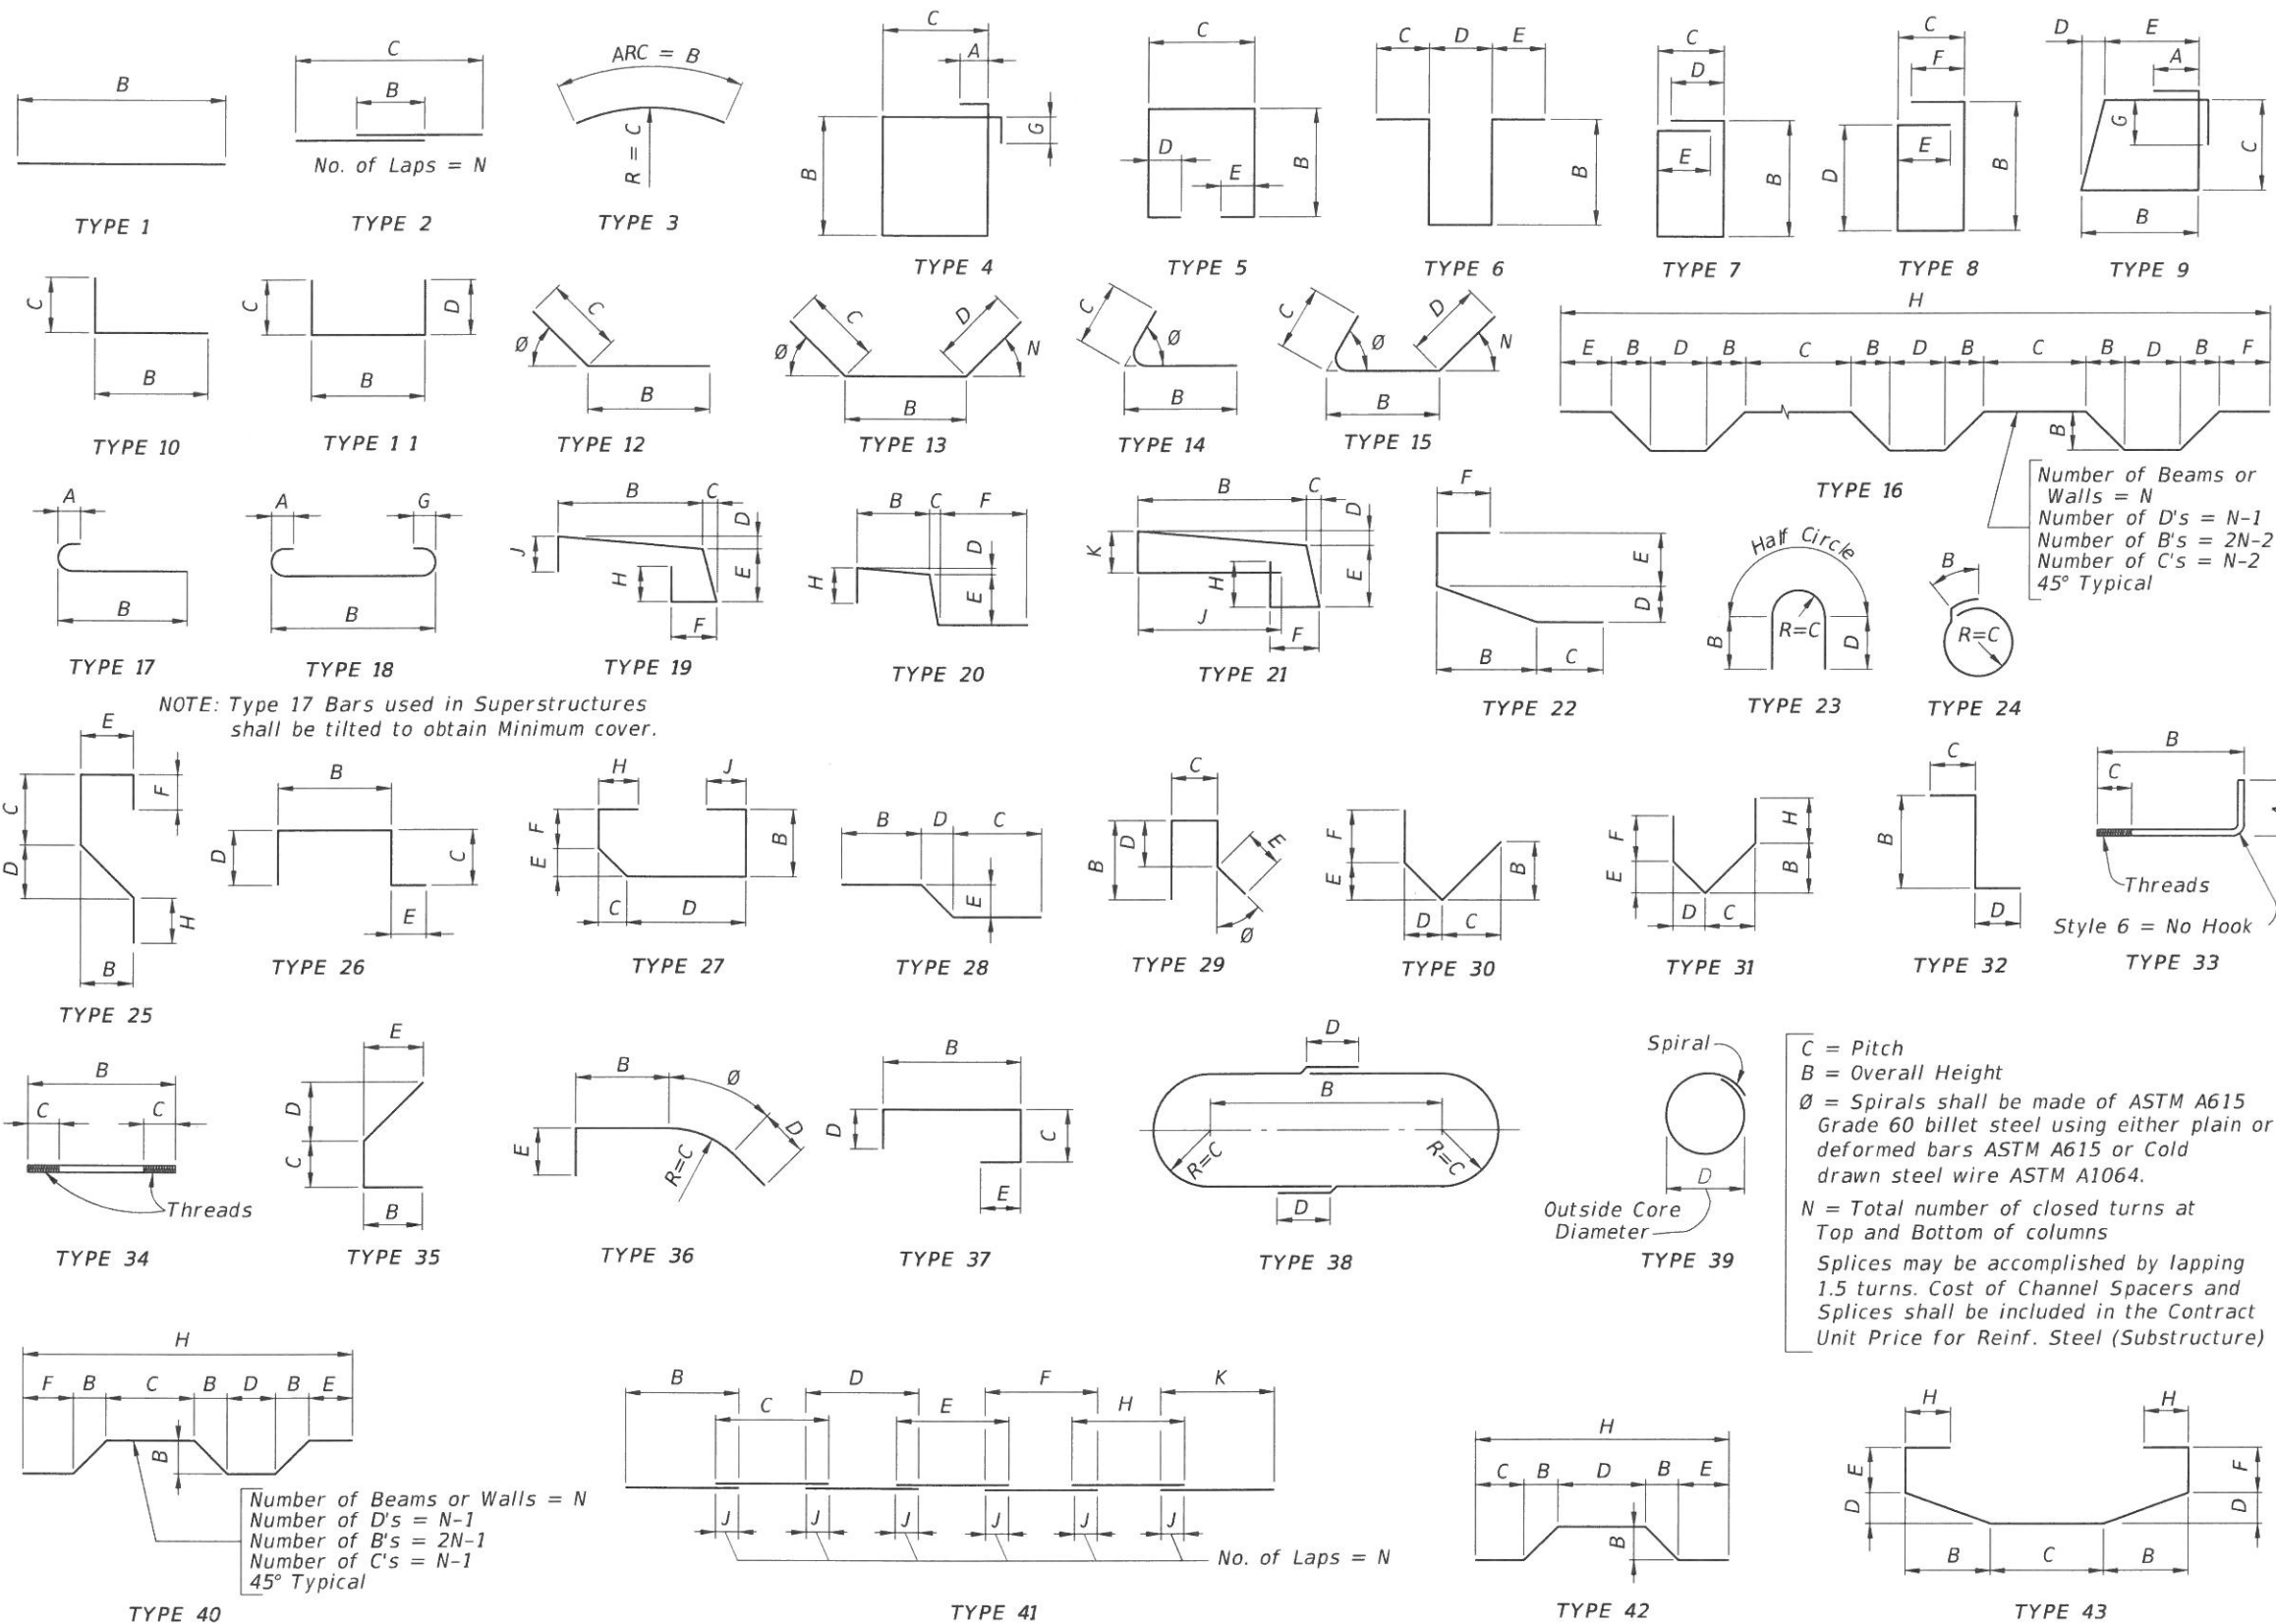 B
C
B
No. of Laps = N
ARC = B
R = C
C
A
G
B
C
D
E
B
C D E
B
C
D
E
B
C
F
D
E
B
D E
A
G
C
B
TYPE 1
TYPE 2
TYPE 3
TYPE 4
TYPE 5
TYPE 6
TYPE 7
TYPE 8
TYPE 9
C
B
C
D
B
C
Ø
B
C
D
Ø
N
B
C
Ø
B
C
D
Ø
N
B
H
E B D B C B D B C B D B F
B
TYPE 10
TYPE 1 1
TYPE 12
TYPE 13
TYPE 14
TYPE 15
TYPE 16
Number of Beams or
Walls = N
Number of D's = N-1
Number of B's = 2N-2
Number of C's = N-2
45° Typical
A
B
A
G
B
B
C
D
J
H
E
F
B C F
D
H
E
B
C
D
K
H
E
J
F
F
E
D
B
C
Half Circle
R=C
B
D
B
R=C
TYPE 17
TYPE 18
TYPE 19
TYPE 20
TYPE 21
TYPE 22
TYPE 23
TYPE 24
NOTE: Type 17 Bars used in Superstructures
shall be tilted to obtain Minimum cover.
E
C
F
D
H
B
B
D
C
E
H
J
F
E
B
C
D
B D C
E
C
B
D
E
Ø
F
E
B
D C
F
E
H
B
D C
C
B
D
B
C
Threads
Style 6 = No Hook
TYPE 25
TYPE 26
TYPE 27
TYPE 28
TYPE 29
TYPE 30
TYPE 31
TYPE 32
TYPE 33
B
C
C
Threads
E
D
C
B
B
Ø
D
E
R=C
B
D
C
E
D
B
R=C
R=C
D
Spiral
D
Outside Core
Diameter
C = Pitch
B = Overall Height
Ø = Spirals shall be made of ASTM A615
Grade 60 billet steel using either plain or
deformed bars ASTM A615 or Cold
drawn steel wire ASTM A1064.
N = Total number of closed turns at
Top and Bottom of columns
Splices may be accomplished by lapping
1.5 turns. Cost of Channel Spacers and
Splices shall be included in the Contract
Unit Price for Reinf. Steel (Substructure)
TYPE 34
TYPE 35
TYPE 36
TYPE 37
TYPE 38
TYPE 39
H
F B C B D B E
B
Number of Beams or Walls = N
Number of D's = N-1
Number of B's = 2N-1
Number of C's = N-1
45° Typical
B
D
F
K
C
E
H
J J J J J J
No. of Laps = N
H
C B D B E
B
H
H
E
D
F
D
B C B
TYPE 40
TYPE 41
TYPE 42
TYPE 43